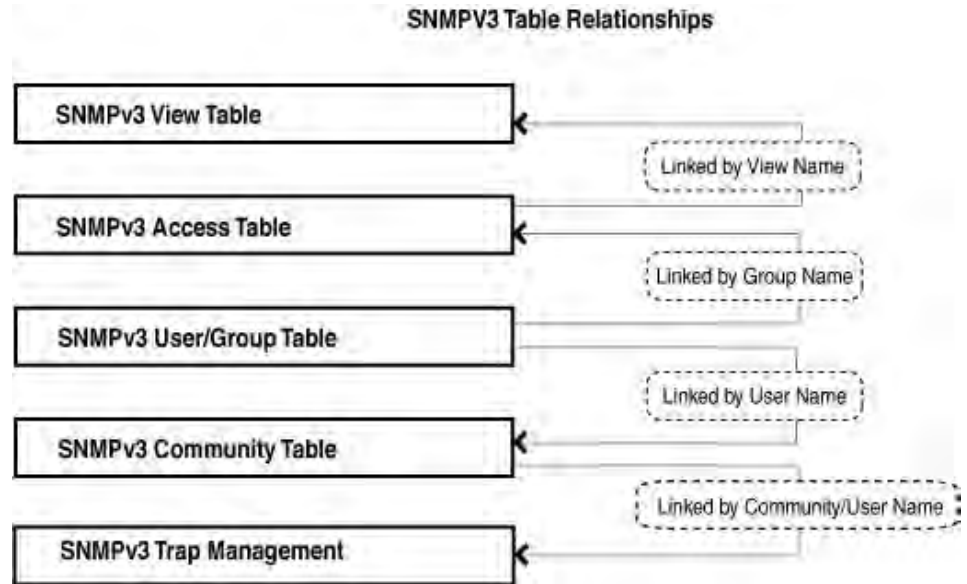 SNMPV3 Table Relationships
SNMPv3 View Table
Linked by View Name
SNMPv3 Access Table
Linked by Group Name
SNMPv3 User/Group Table
Linked by User Name
SNMPv3 Community Table
Linked by Community/User Name
SNMPv3 Trap Management